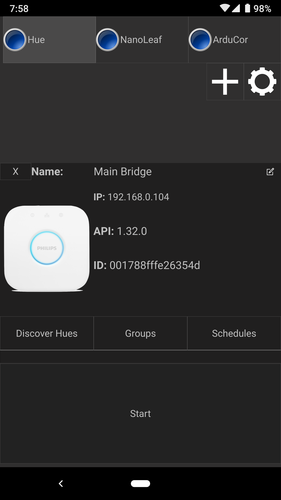 7:58
98%
Hue
NanoLeaf
ArduCor
X
Name:
Main Bridge
IP: 192.168.0.104
API: 1.32.0
ID: 001788fffe26354d
Discover Hues
Groups
Schedules
Start